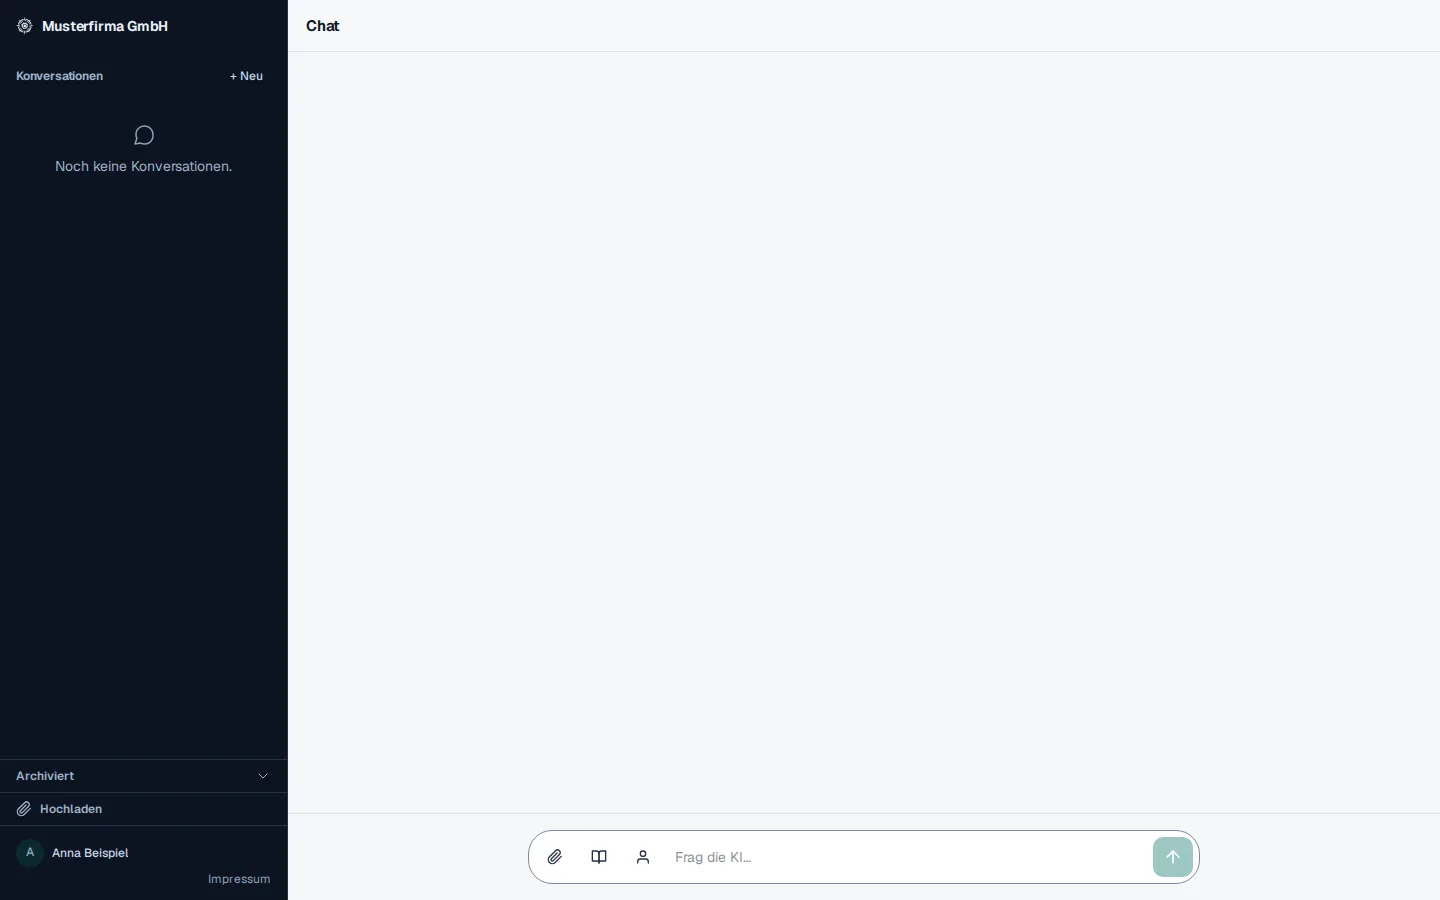 Musterfirma GmbH
Konversationen
+ Neu
Noch keine Konversationen.
Archiviert
Hochladen
A
Anna Beispiel
Impressum
Chat
Frag die KI...